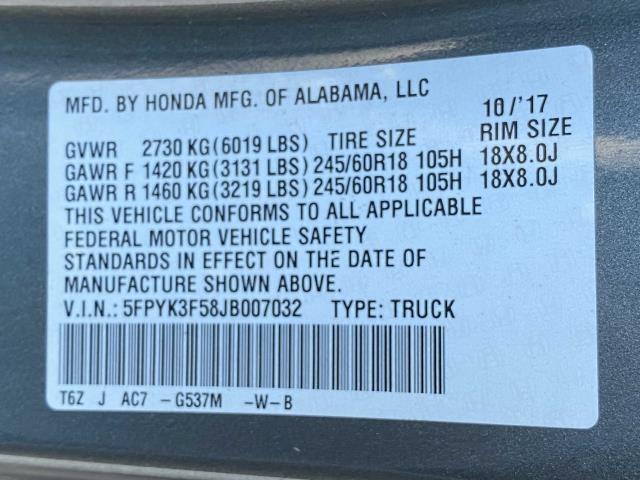 MFD. BY HONDA MFG. OF ALABAMA, LLC 10/'17
GVWR 2730 KG(6019 LBS) TIRE SIZE RIM SIZE
GAWR F 1420 KG(3131 LBS) 245/60R18 105H 18X8.0J
GAWR R 1460 KG(3219 LBS) 245/60R18 105H 18X8.0J
THIS VEHICLE CONFORMS TO ALL APPLICABLE
FEDERAL MOTOR VEHICLE SAFETY
STANDARDS IN EFFECT ON THE DATE OF
MANUFACTURE SHOWN ABOVE.
V.I.N.: 5FPYK3F58JB007032 TYPE: TRUCK
T6Z J AC7 -G537M -W-B